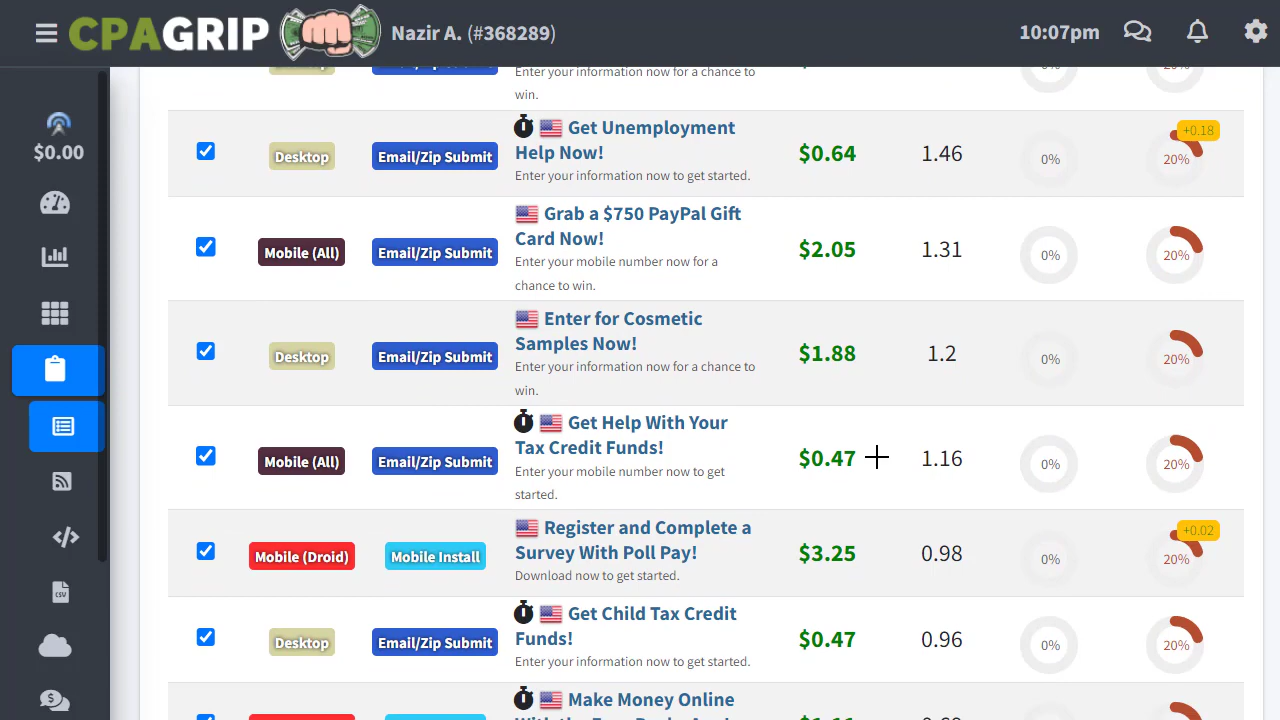 CPAGRIP Nazir A. (#368289) 10:07pm
$0.00
Enter your information now for a chance to
win.
Desktop Email/Zip Submit Get Unemployment
Help Now!
Enter your information now to get started.
$0.64 1.46 0% 20% +0.18
Mobile (All) Email/Zip Submit Grab a $750 PayPal Gift
Card Now!
Enter your mobile number now for a
chance to win.
$2.05 1.31 0% 20%
Desktop Email/Zip Submit Enter for Cosmetic
Samples Now!
Enter your information now for a chance to
win.
$1.88 1.2 0% 20%
Mobile (All) Email/Zip Submit Get Help With Your
Tax Credit Funds!
Enter your mobile number now to get
started.
$0.47 1.16 0% 20%
Mobile (Droid) Mobile Install Register and Complete a
Survey With Poll Pay!
Download now to get started.
$3.25 0.98 0% 20% +0.02
Desktop Email/Zip Submit Get Child Tax Credit
Funds!
Enter your information now to get started.
$0.47 0.96 0% 20%
Make Money Online